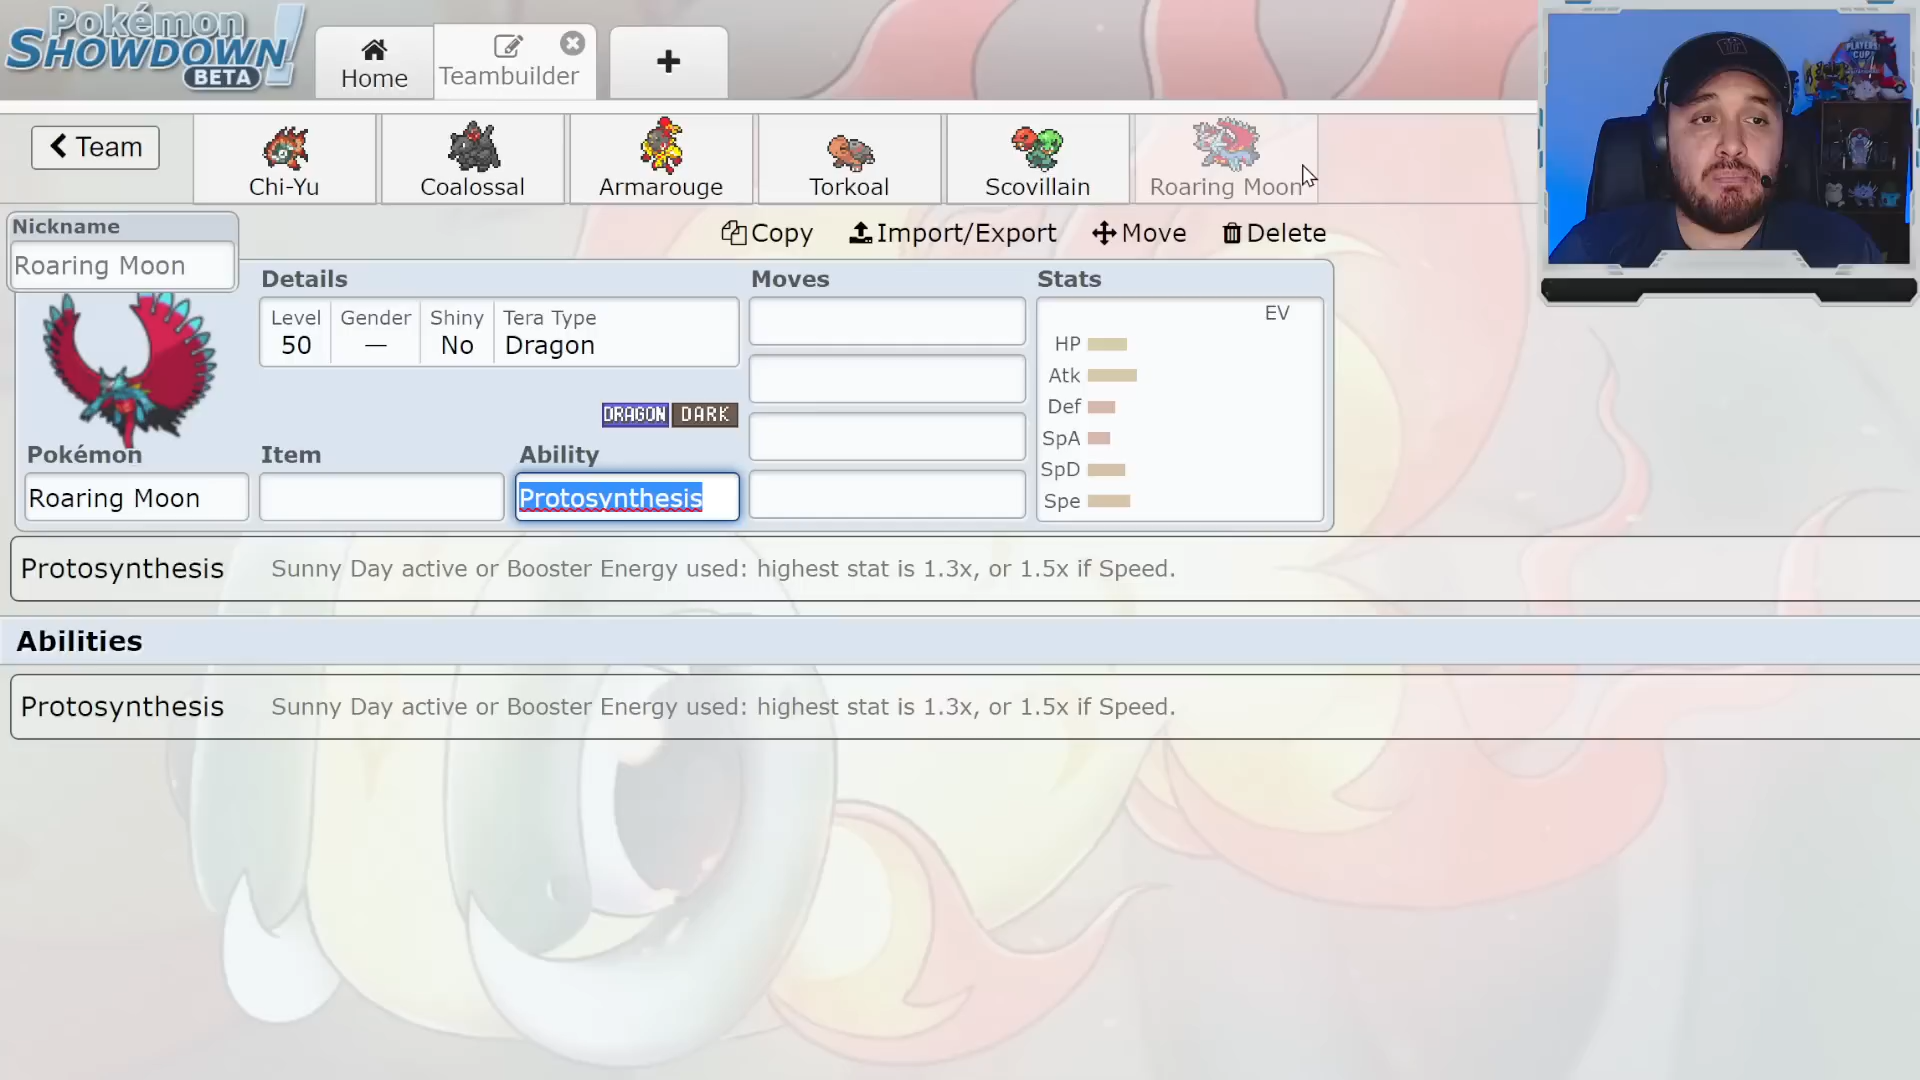 Pokémon
SHOWDOWN!
BETA
Home
Teambuilder
+
Team
Chi-Yu
Coalossal
Armarouge
Torkoal
Scovillain
Roaring Moon
Copy
Import/Export
Move
Delete
Nickname
Roaring Moon
Details
Level
50
Gender
—
Shiny
No
Tera Type
Dragon
DRAGON DARK
Pokémon
Roaring Moon
Item
Ability
Protosynthesis
Moves
Stats
EV
HP
Atk
Def
SpA
SpD
Spe
Protosynthesis Sunny Day active or Booster Energy used: highest stat is 1.3x, or 1.5x if Speed.
Abilities
Protosynthesis Sunny Day active or Booster Energy used: highest stat is 1.3x, or 1.5x if Speed.
PLAYERS
CUP